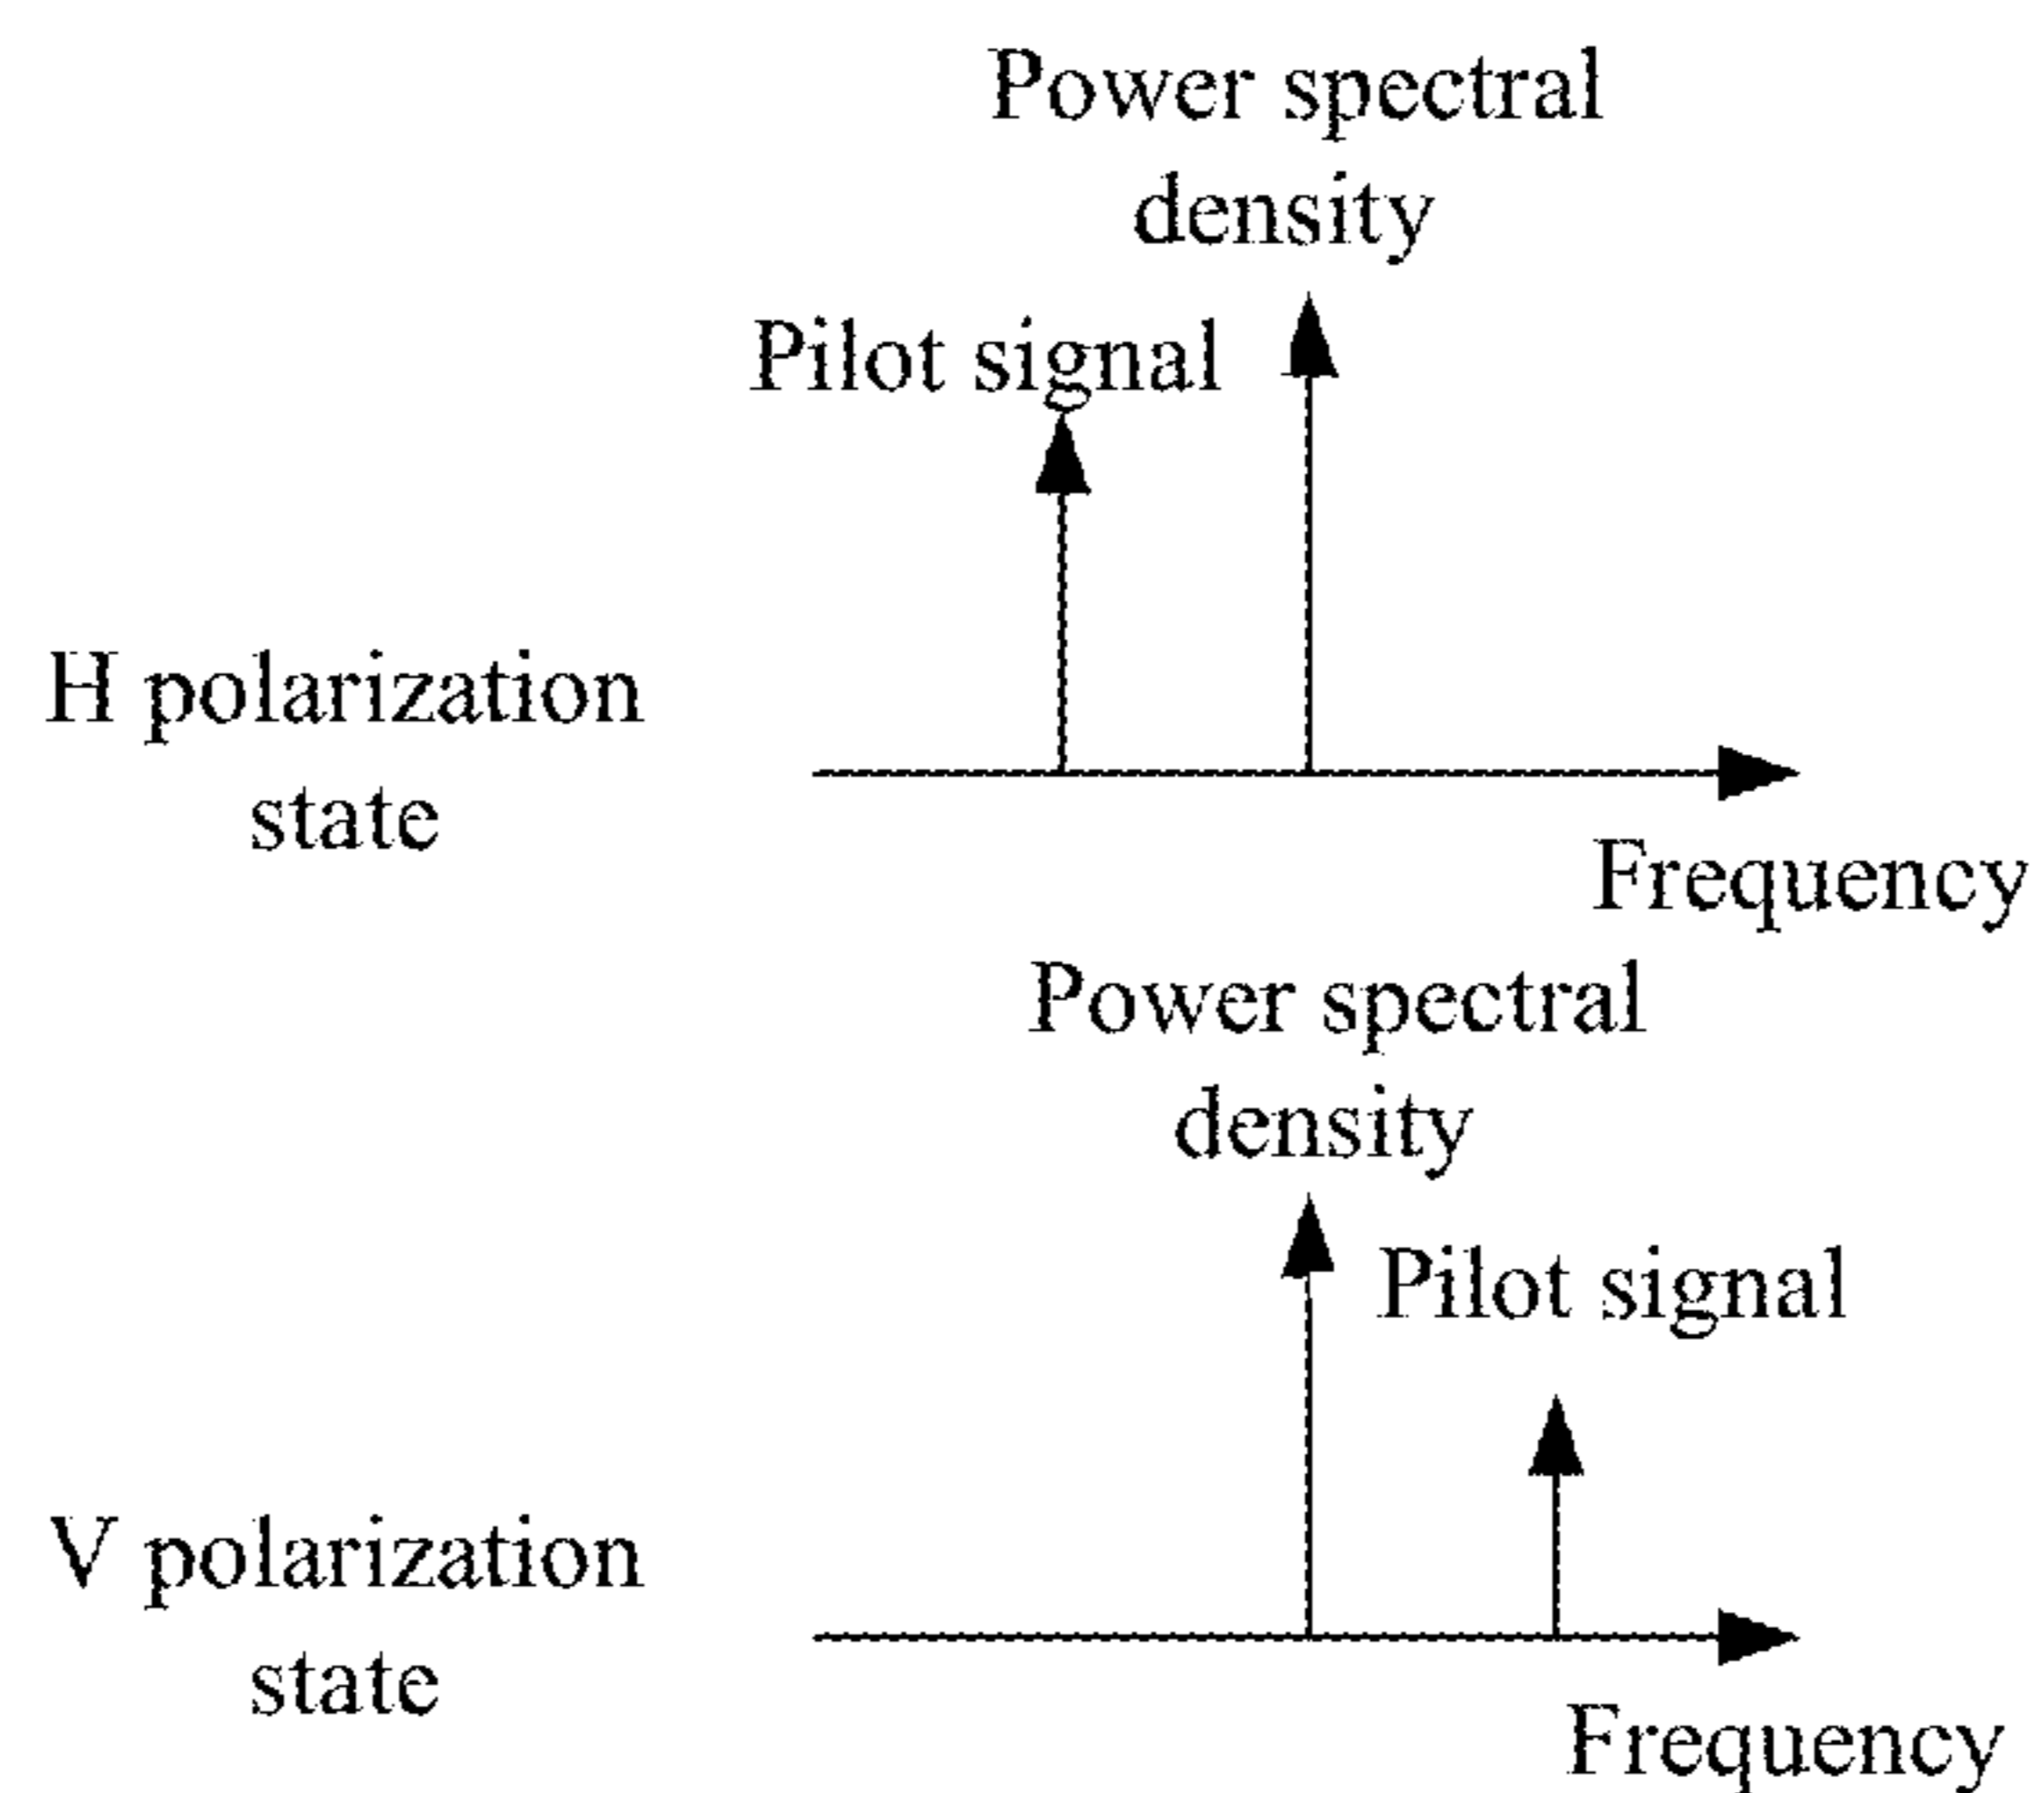 Power spectral
density
Pilot signal
H polarization
state
Frequency
Power spectral
density
Pilot signal
V polarization
state
Frequency